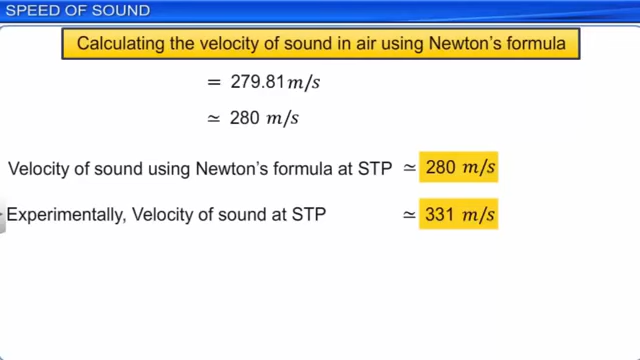 SPEED OF SOUND
Calculating the velocity of sound in air using Newton's formula
= 279.81 m/s
≃ 280 m/s
Velocity of sound using Newton's formula at STP ≃ 280 m/s
Experimentally, Velocity of sound at STP ≃ 331 m/s